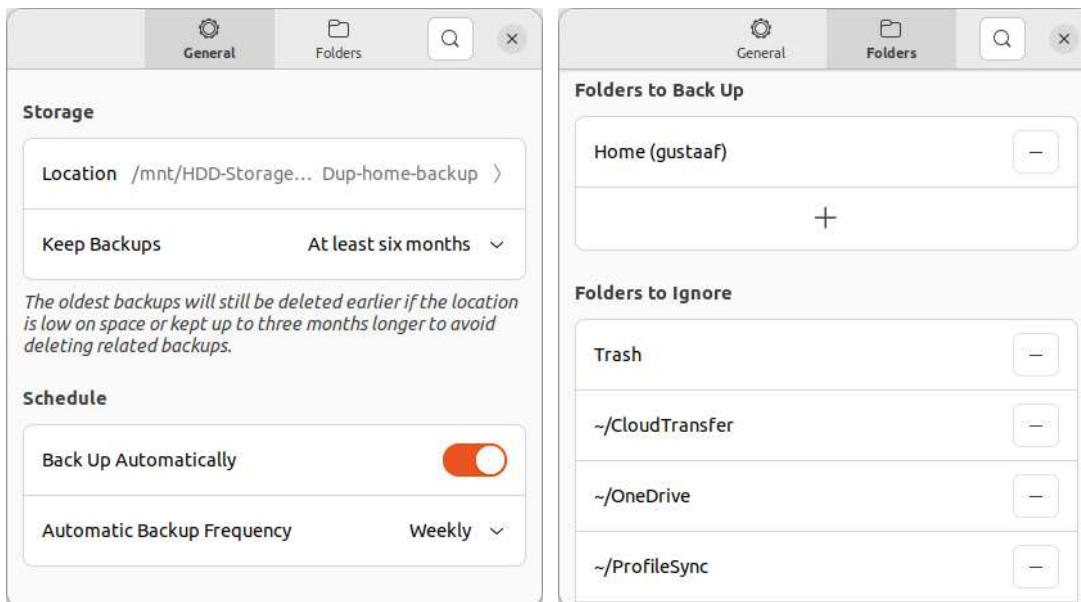 General Folders
Storage
Location /mnt/HDD-Storage... Dup-home-backup
Keep Backups At least six months
The oldest backups will still be deleted earlier if the location
is low on space or kept up to three months longer to avoid
deleting related backups.
Schedule
Back Up Automatically
Automatic Backup Frequency Weekly
General Folders
Folders to Back Up
Home (gustaaf)
Folders to Ignore
Trash
~/CloudTransfer
~/OneDrive
~/ProfileSync